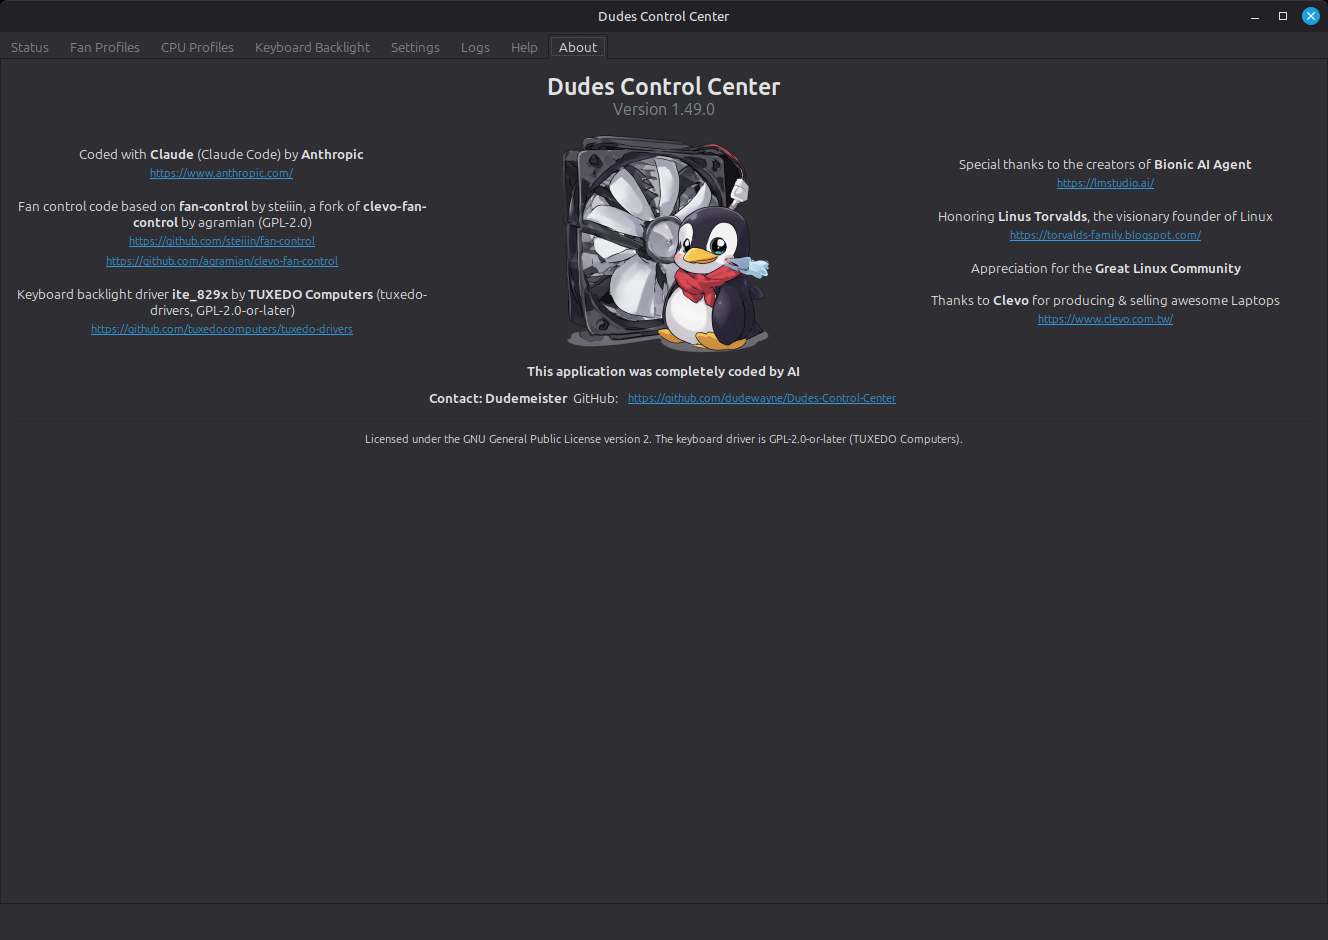 Dudes Control Center
Status Fan Profiles CPU Profiles Keyboard Backlight Settings Logs Help About
Dudes Control Center
Version 1.49.0
Coded with Claude (Claude Code) by Anthropic
https://www.anthropic.com/
Fan control code based on fan-control by steiiin, a fork of clevo-fan-
control by agramian (GPL-2.0)
https://github.com/steiiin/fan-control
https://github.com/agramian/clevo-fan-control
Keyboard backlight driver ite_829x by TUXEDO Computers (tuxedo-
drivers, GPL-2.0-or-later)
https://github.com/tuxedocomputers/tuxedo-drivers
Special thanks to the creators of Bionic AI Agent
https://lmstudio.ai/
Honoring Linus Torvalds, the visionary founder of Linux
https://torvalds-family.blogspot.com/
Appreciation for the Great Linux Community
Thanks to Clevo for producing & selling awesome Laptops
https://www.clevo.com.tw/
This application was completely coded by AI
Contact: Dudemeister GitHub: https://github.com/dudewayne/Dudes-Control-Center
Licensed under the GNU General Public License version 2. The keyboard driver is GPL-2.0-or-later (TUXEDO Computers).